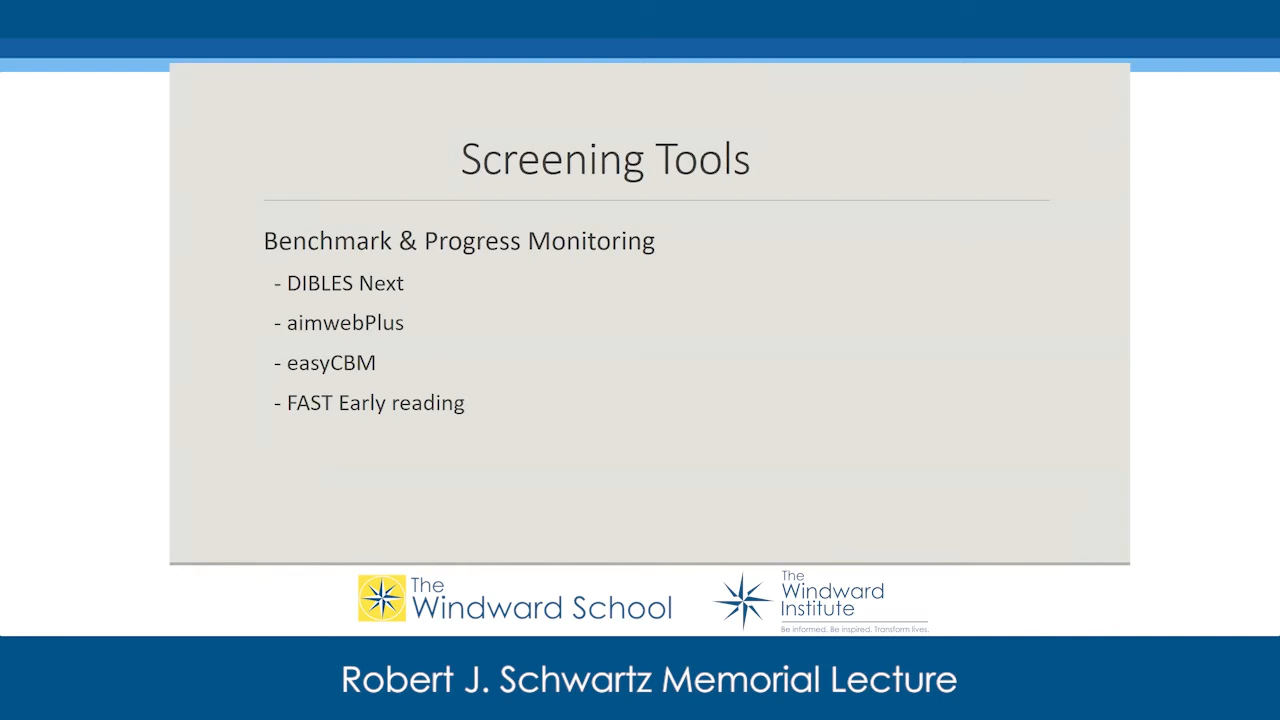 Screening Tools
Benchmark & Progress Monitoring
- DIBLES Next
- aimwebPlus
- easyCBM
- FAST Early reading
The
Windward School
The
Windward
Institute
Be informed. Be inspired. Transform lives.
Robert J. Schwartz Memorial Lecture